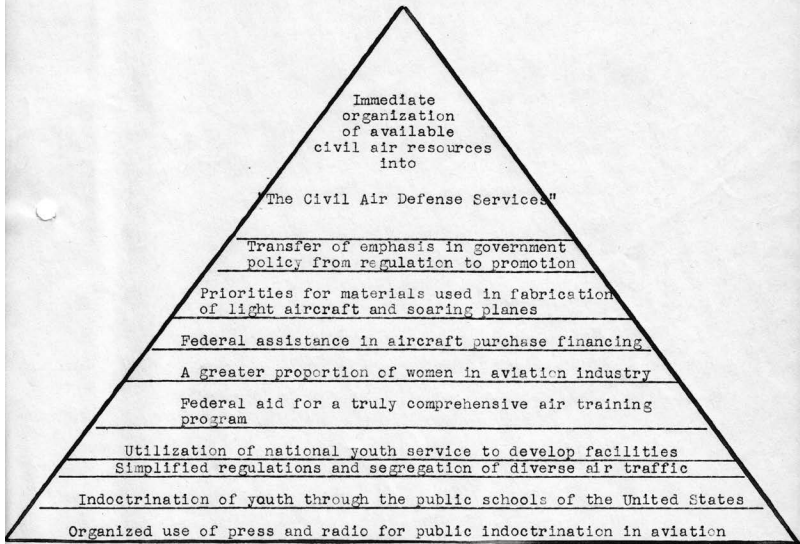 Immediate
organization
of available
civil air resources
into
"The Civil Air Defense Services"
Transfer of emphasis in government
policy from regulation to promotion
Priorities for materials used in fabrication
of light aircraft and soaring planes
Federal assistance in aircraft purchase financing
A greater proportion of women in aviation industry
Federal aid for a truly comprehensive air training
program
Utilization of national youth service to develop facilities
Simplified regulations and segregation of diverse air traffic
Indoctrination of youth through the public schools of the United States
Organized use of press and radio for public indoctrination in aviation